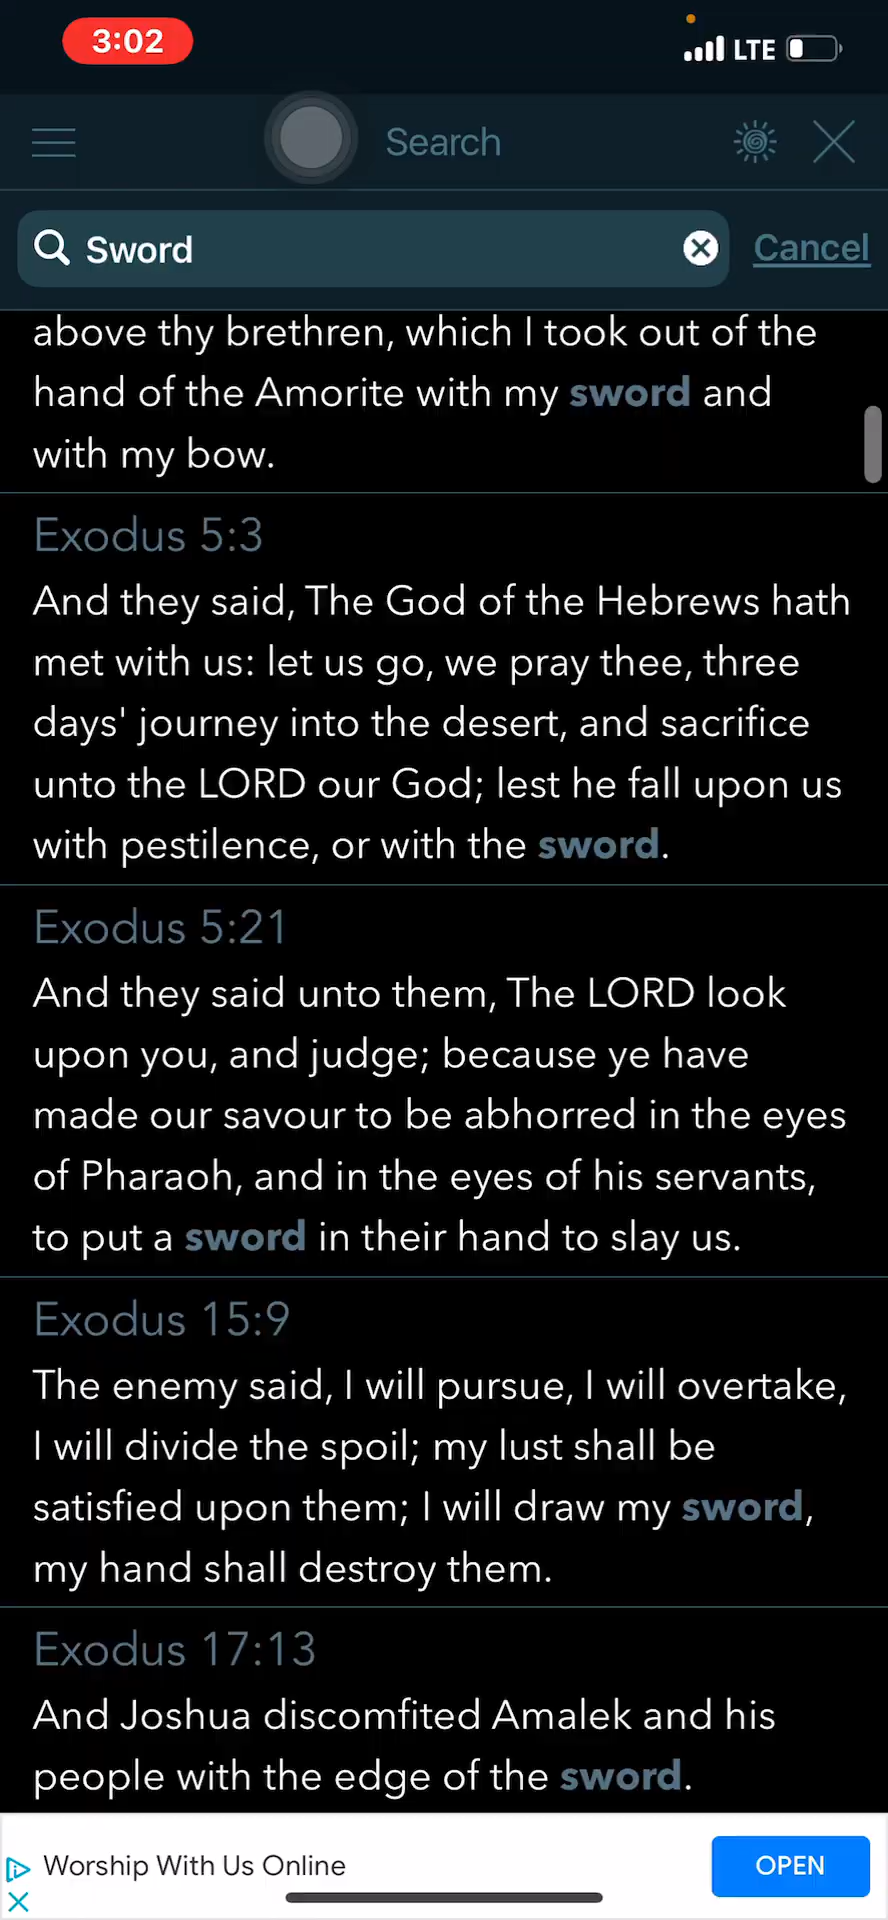 3:02
LTE
Search
Sword
Cancel
above thy brethren, which I took out of the
hand of the Amorite with my sword and
with my bow.
Exodus 5:3
And they said, The God of the Hebrews hath
met with us: let us go, we pray thee, three
days' journey into the desert, and sacrifice
unto the LORD our God; lest he fall upon us
with pestilence, or with the sword.
Exodus 5:21
And they said unto them, The LORD look
upon you, and judge; because ye have
made our savour to be abhorred in the eyes
of Pharaoh, and in the eyes of his servants,
to put a sword in their hand to slay us.
Exodus 15:9
The enemy said, I will pursue, I will overtake,
I will divide the spoil; my lust shall be
satisfied upon them; I will draw my sword,
my hand shall destroy them.
Exodus 17:13
And Joshua discomfited Amalek and his
people with the edge of the sword.
Worship With Us Online
OPEN